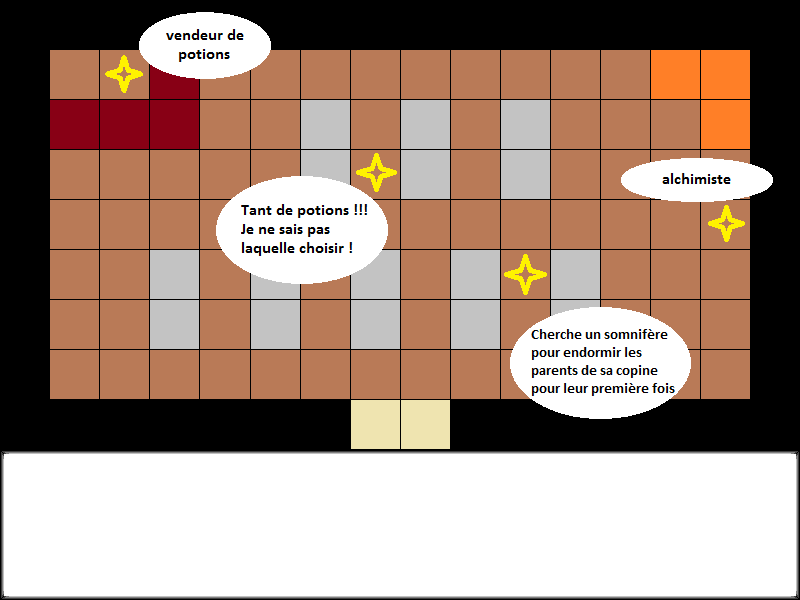 vendeur de
potions
alchimiste
Tant de potions !!!
Je ne sais pas
laquelle choisir !
Cherche un somnifère
pour endormir les
parents de sa copine
pour leur première fois